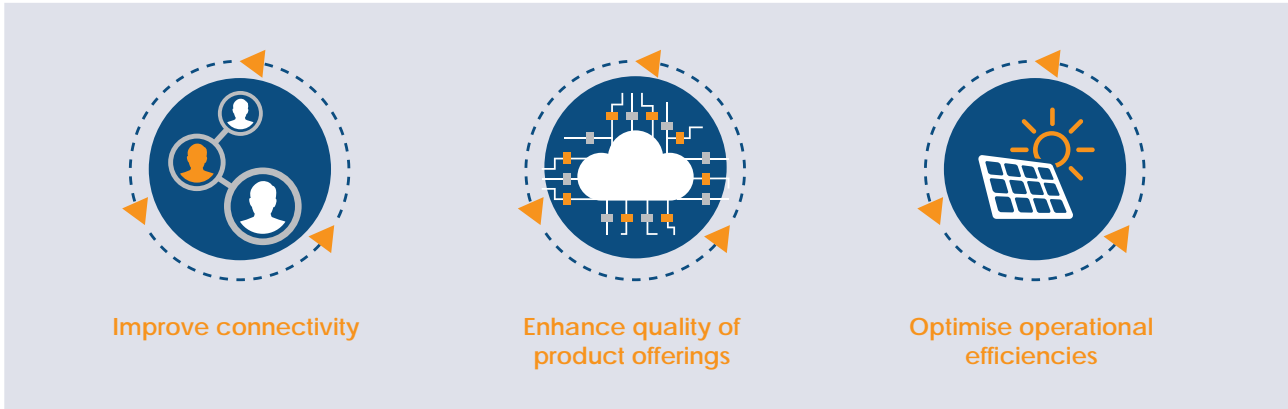 Improve connectivity
Enhance quality of
product offerings
Optimise operational
efficiencies